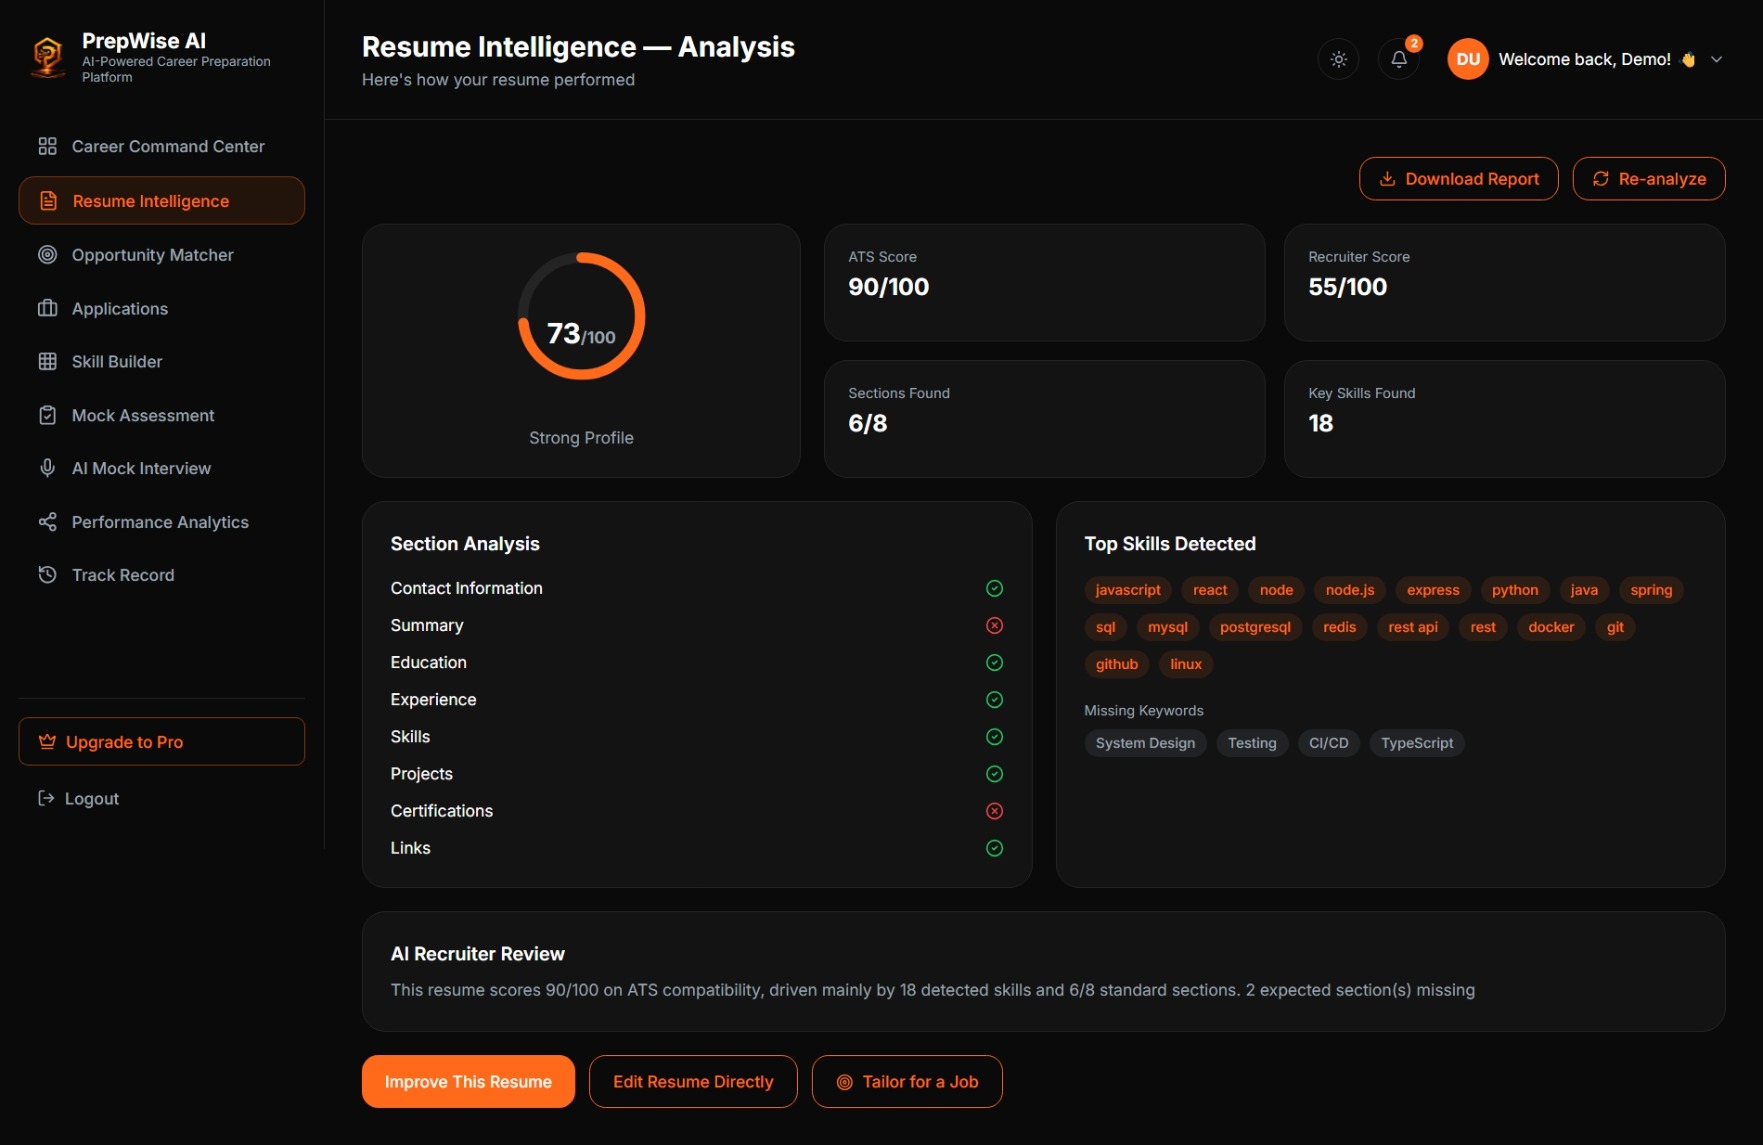 PrepWise AI
AI-Powered Career Preparation
Platform
Career Command Center
Resume Intelligence
Opportunity Matcher
Applications
Skill Builder
Mock Assessment
AI Mock Interview
Performance Analytics
Track Record
Upgrade to Pro
Logout
Resume Intelligence — Analysis
Here's how your resume performed
2
DU Welcome back, Demo! 👋
Download Report
Re-analyze
73/100
Strong Profile
ATS Score
90/100
Recruiter Score
55/100
Sections Found
6/8
Key Skills Found
18
Section Analysis
Contact Information
Summary
Education
Experience
Skills
Projects
Certifications
Links
Top Skills Detected
javascript react node node.js express python java spring
sql mysql postgresql redis rest api rest docker git
github linux
Missing Keywords
System Design Testing CI/CD TypeScript
AI Recruiter Review
This resume scores 90/100 on ATS compatibility, driven mainly by 18 detected skills and 6/8 standard sections. 2 expected section(s) missing
Improve This Resume
Edit Resume Directly
Tailor for a Job